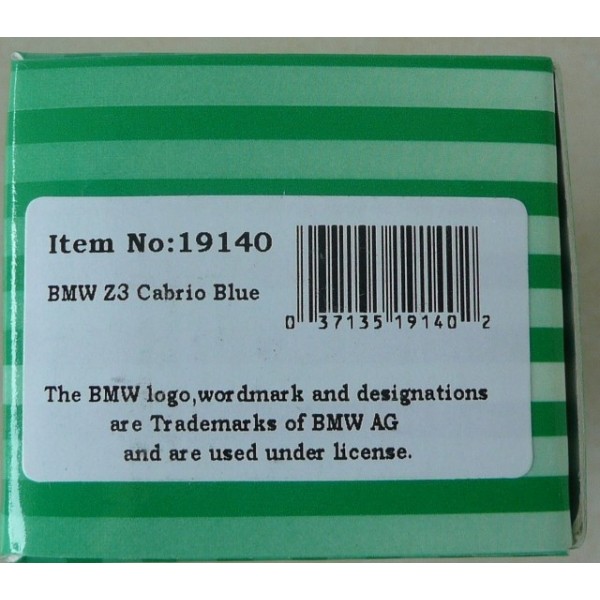 Item No:19140
BMW Z3 Cabrio Blue
0 37135 19140 2
The BMW logo,wordmark and designations
are Trademarks of BMW AG
and are used under license.